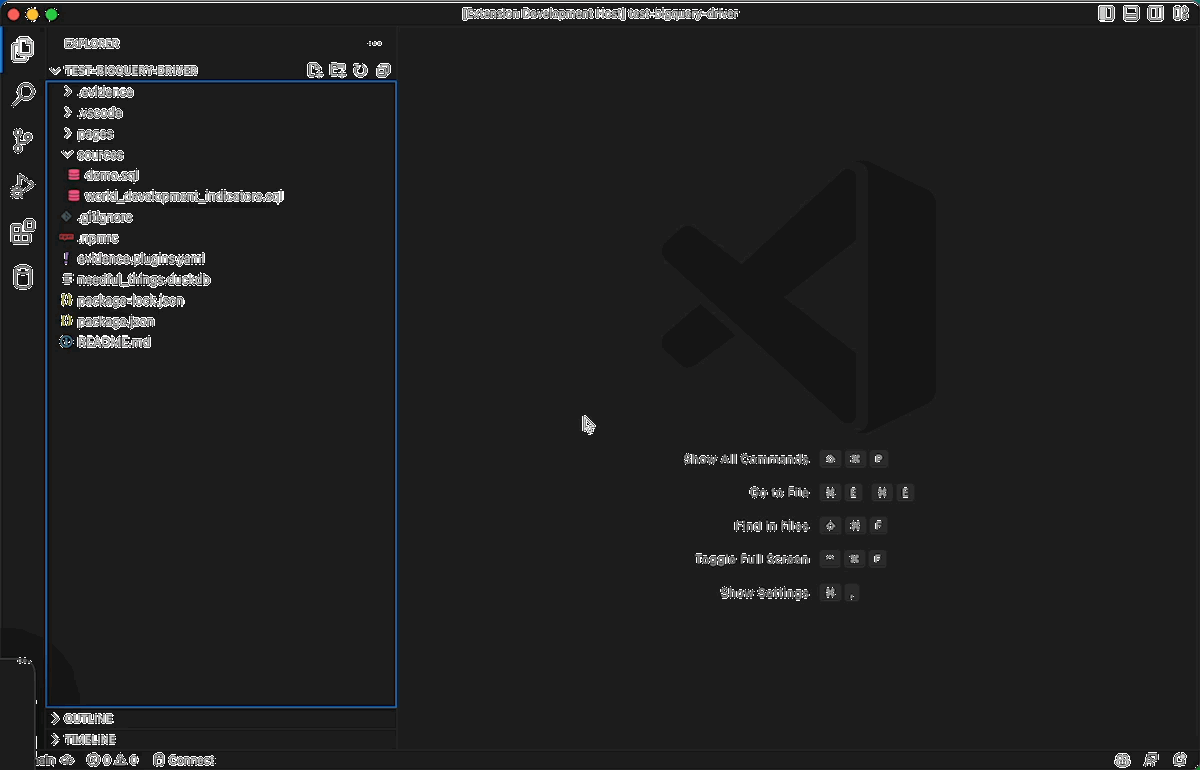 [Extension Development Host] test-bigquery-driver
EXPLORER
TEST-BIGQUERY-DRIVER
.evidence
.vscode
pages
sources
demo.sql
world_development_indicators.sql
.gitignore
.npmrc
evidence.plugins.yaml
needful_things.duckdb
package-lock.json
package.json
README.md
Show All Commands ⇧ ⌘ P
Go to File
Find in Files ⇧ ⌘ F
Toggle Full Screen ⌃ ⌘ F
Show Settings ⌘ ,
OUTLINE
TIMELINE
0 0 Connect